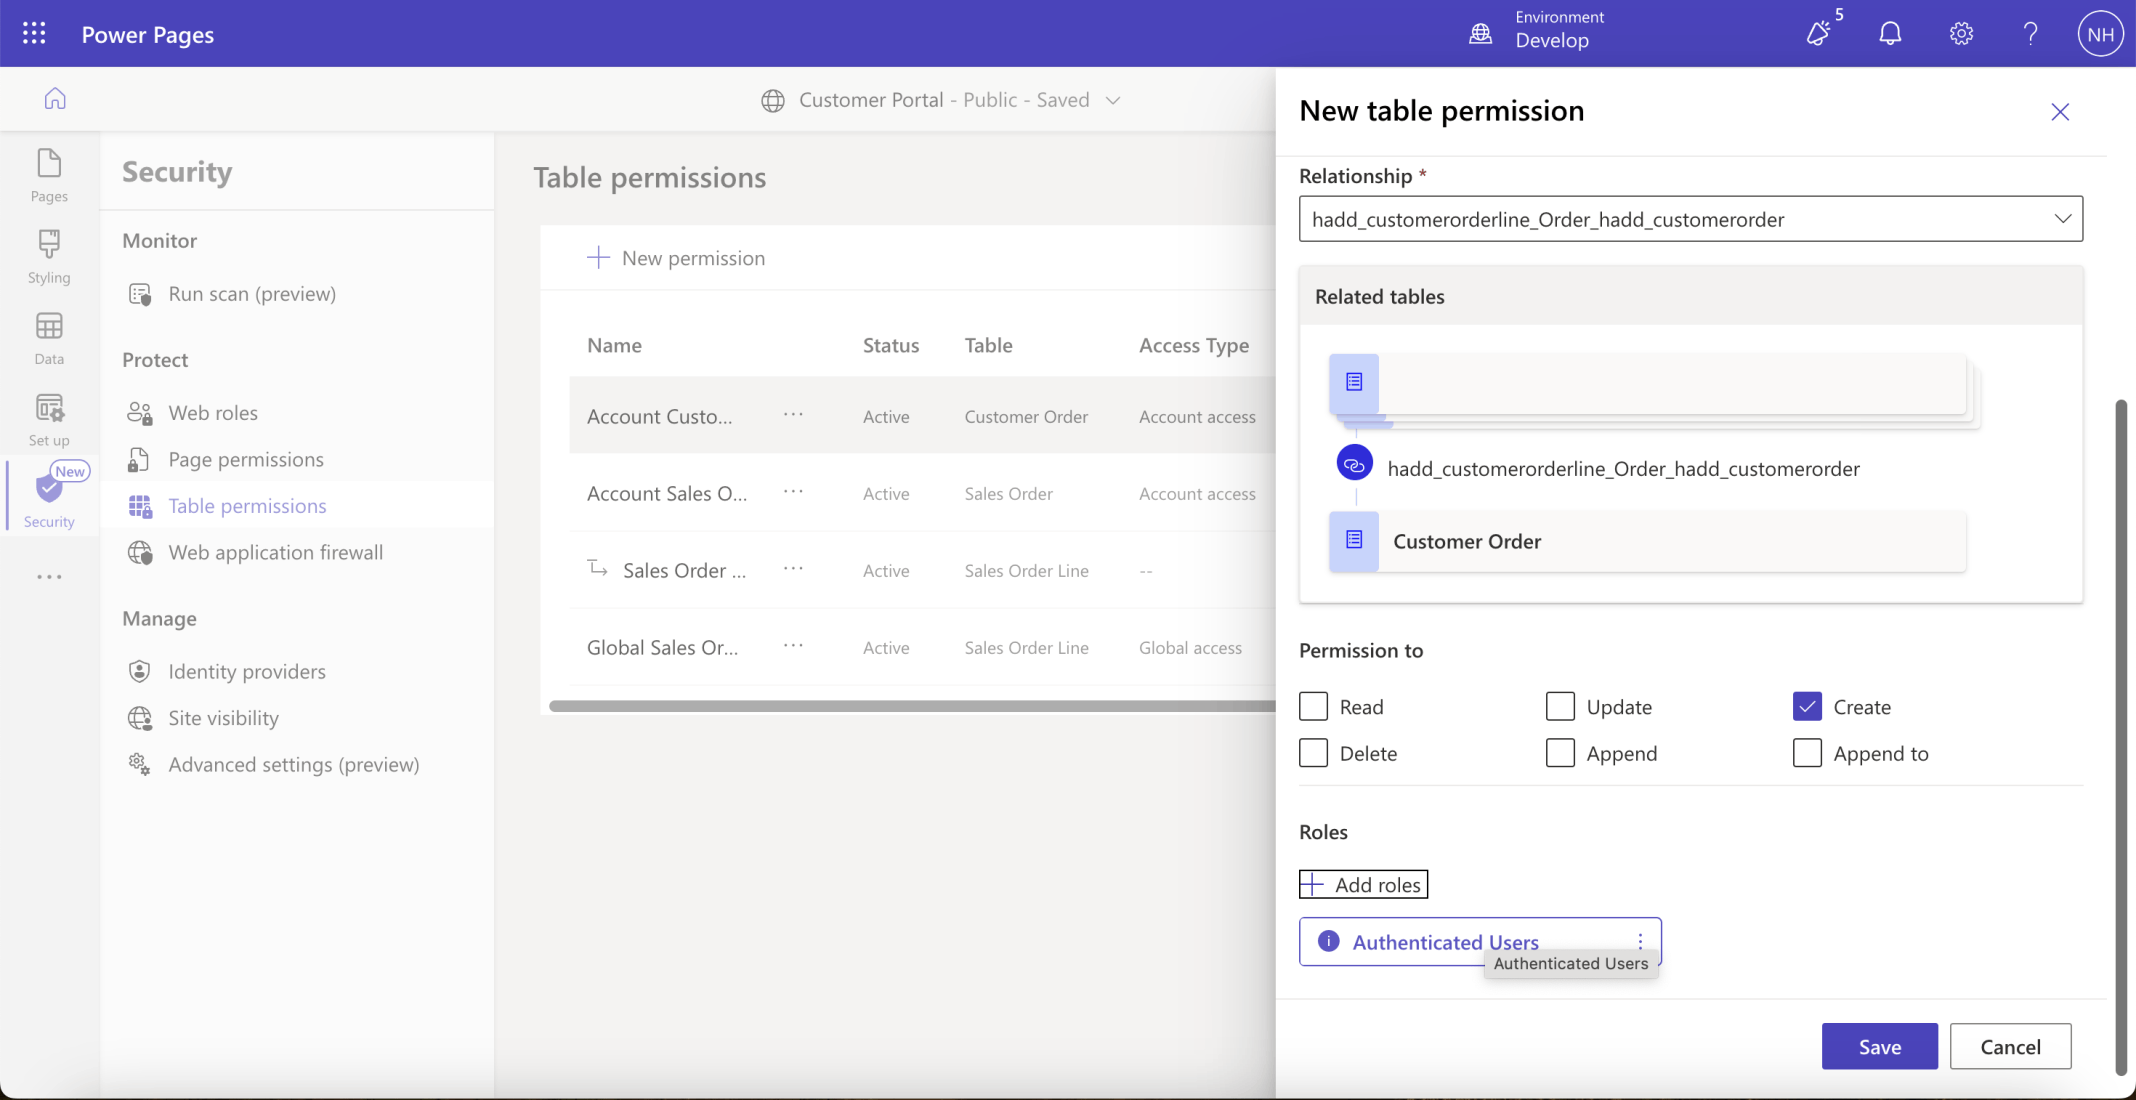 Power Pages
Environment
Develop
5
NH
Customer Portal - Public - Saved
Pages
Styling
Data
Set up
New
Security
Security
Monitor
Run scan (preview)
Protect
Web roles
Page permissions
Table permissions
Web application firewall
Manage
Identity providers
Site visibility
Advanced settings (preview)
Table permissions
New permission
Name Status Table Access Type
Account Custo... Active Customer Order Account access
Account Sales O... Active Sales Order Account access
Sales Order ... Active Sales Order Line --
Global Sales Or... Active Sales Order Line Global access
New table permission
Relationship *
hadd_customerorderline_Order_hadd_customerorder
Related tables
hadd_customerorderline_Order_hadd_customerorder
Customer Order
Permission to
Read Update Create
Delete Append Append to
Roles
Add roles
Authenticated Users
Authenticated Users
Save Cancel